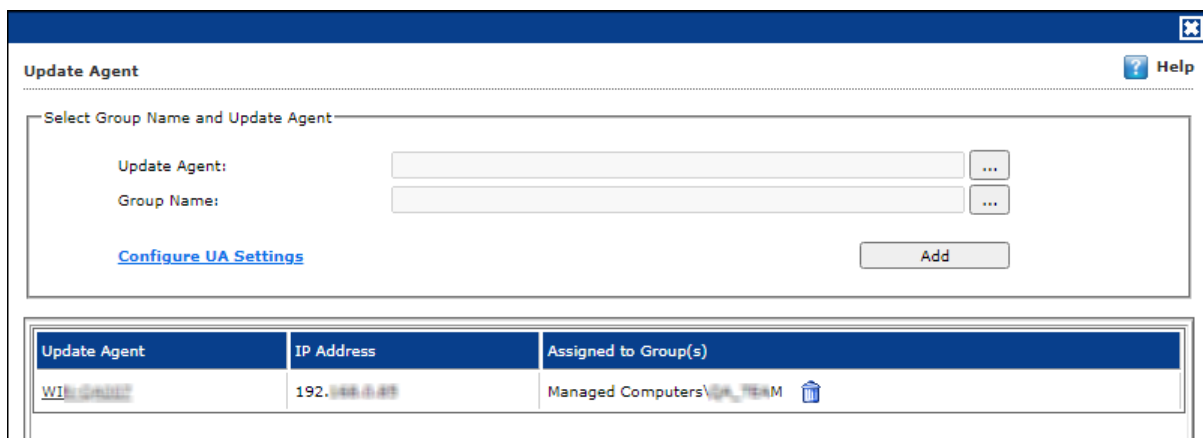 Update Agent
? Help
Select Group Name and Update Agent
Update Agent:
...
Group Name:
...
Configure UA Settings
Add
Update Agent IP Address Assigned to Group(s)
WI 192. Managed Computers\ M